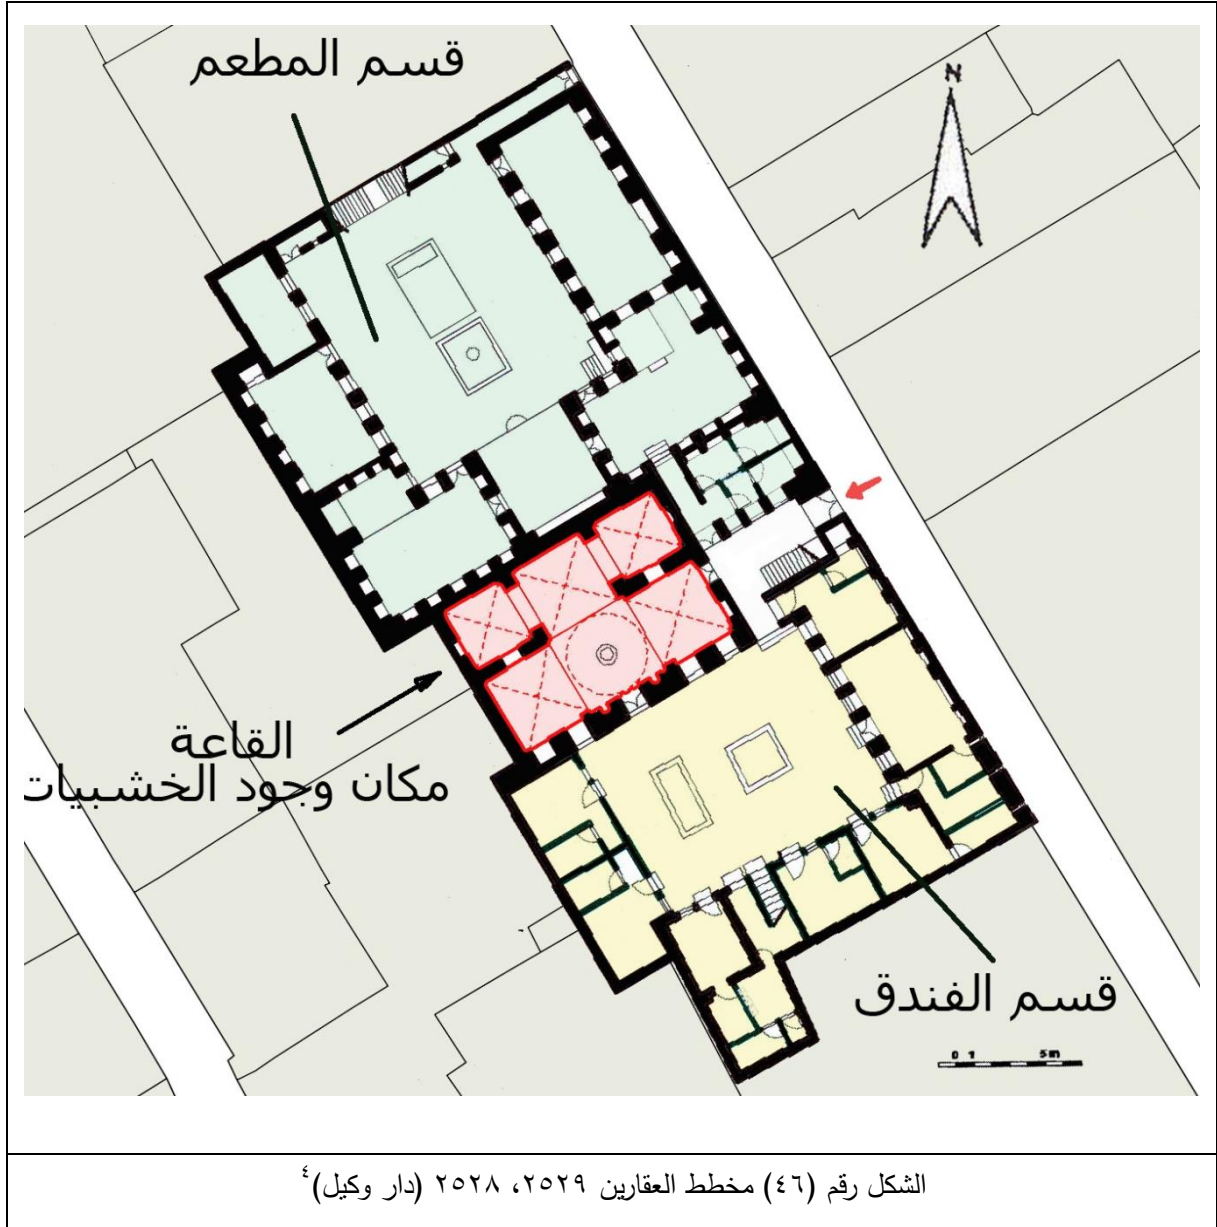 قسم المطعم
N
القاعة
مكان وجود الخشبيات
قسم الفندق
0 1 5m
الشكل رقم (٤٦) مخطط العقارين ٢٥٢٩، ٢٥٢٨ (دار وكيل)٤